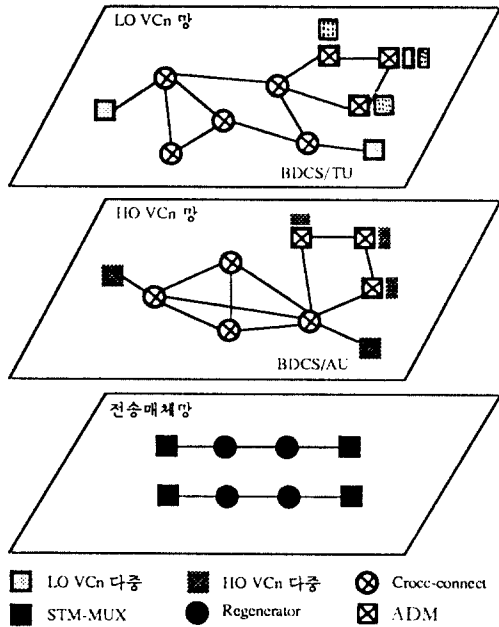 LO VCn 망
BDCS/TU
HO VCn 망
BDCS/AU
전송매체망
LO VCn 다중
HO VCn 다중
Crocc-connect
STM-MUX
Regenerator
ADM